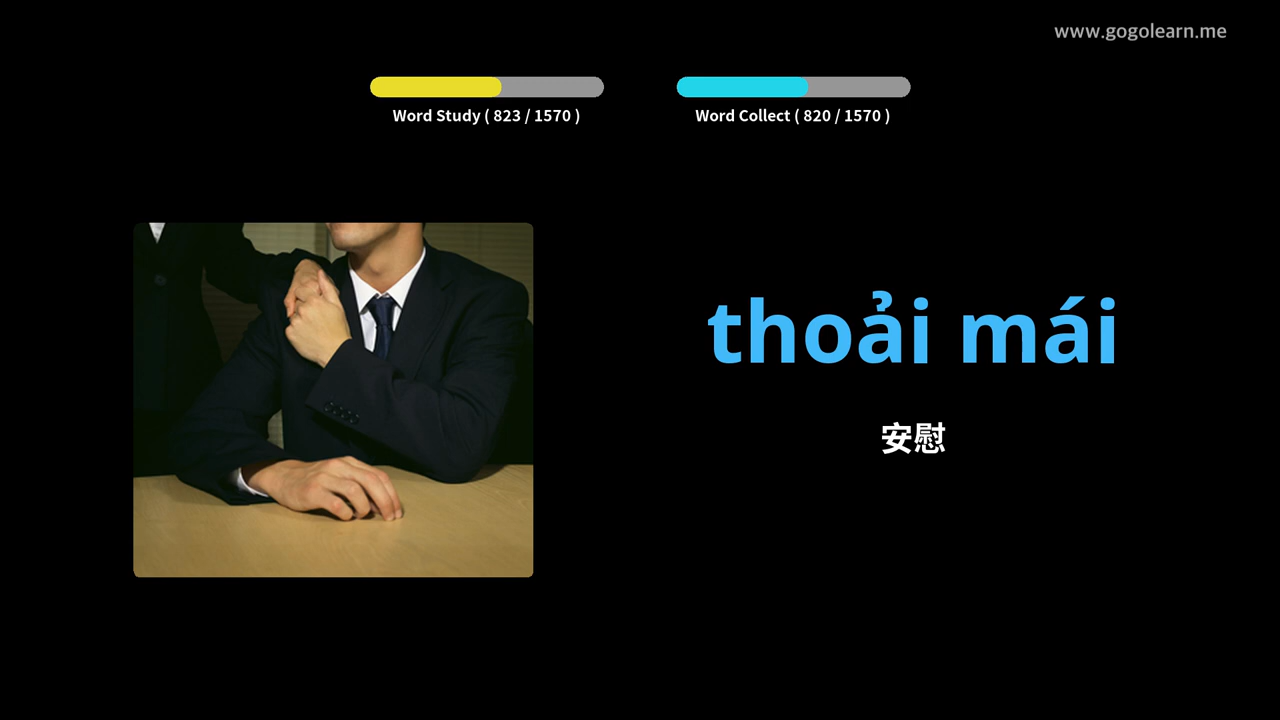 www.gogolearn.me
Word Study ( 823 / 1570 )
Word Collect ( 820 / 1570 )
thoải mái
安慰